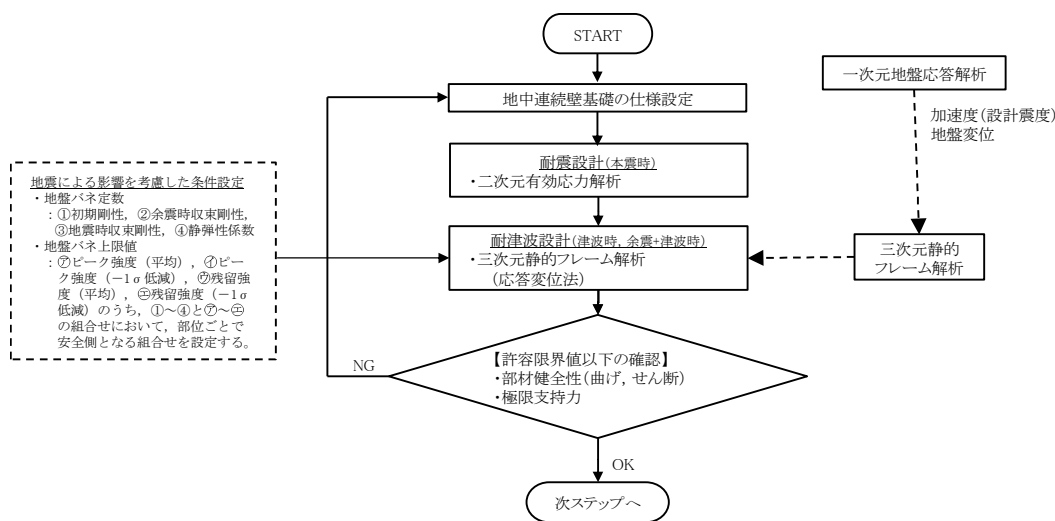 START
一次元地盤応答解析
地中連続壁基礎の仕様設定
加速度(設計震度)
地盤変位
耐震設計(本震時)
・二次元有効応力解析
地震による影響を考慮した条件設定
・地盤バネ定数
：①初期剛性，②余震時収束剛性，
③地震時収束剛性，④静弾性係数
・地盤バネ上限値
：㋐ピーク強度（平均），㋑ピー
ク強度（－1σ低減），㋒残留強
度（平均），㋓残留強度（－1σ
低減）のうち，①～④と㋐～㋓
の組合せにおいて，部位ごとで
安全側となる組合せを設定する。
耐津波設計(津波時，余震+津波時)
・三次元静的フレーム解析
(応答変位法)
三次元静的
フレーム解析
【許容限界値以下の確認】
・部材健全性(曲げ，せん断)
・極限支持力
NG
OK
次ステップへ